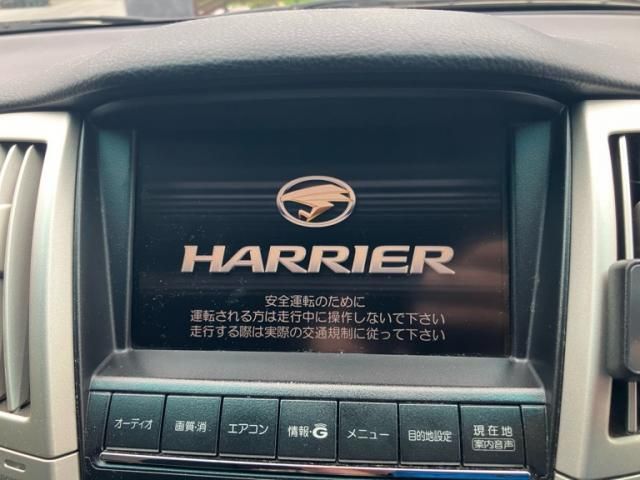 HARRIER
安全運転のために
運転される方は走行中に操作しないで下さい
走行する際は実際の交通規制に従って下さい
オーディオ 画質・消 エアコン 情報・G メニュー 目的地設定 現在地
案内音声